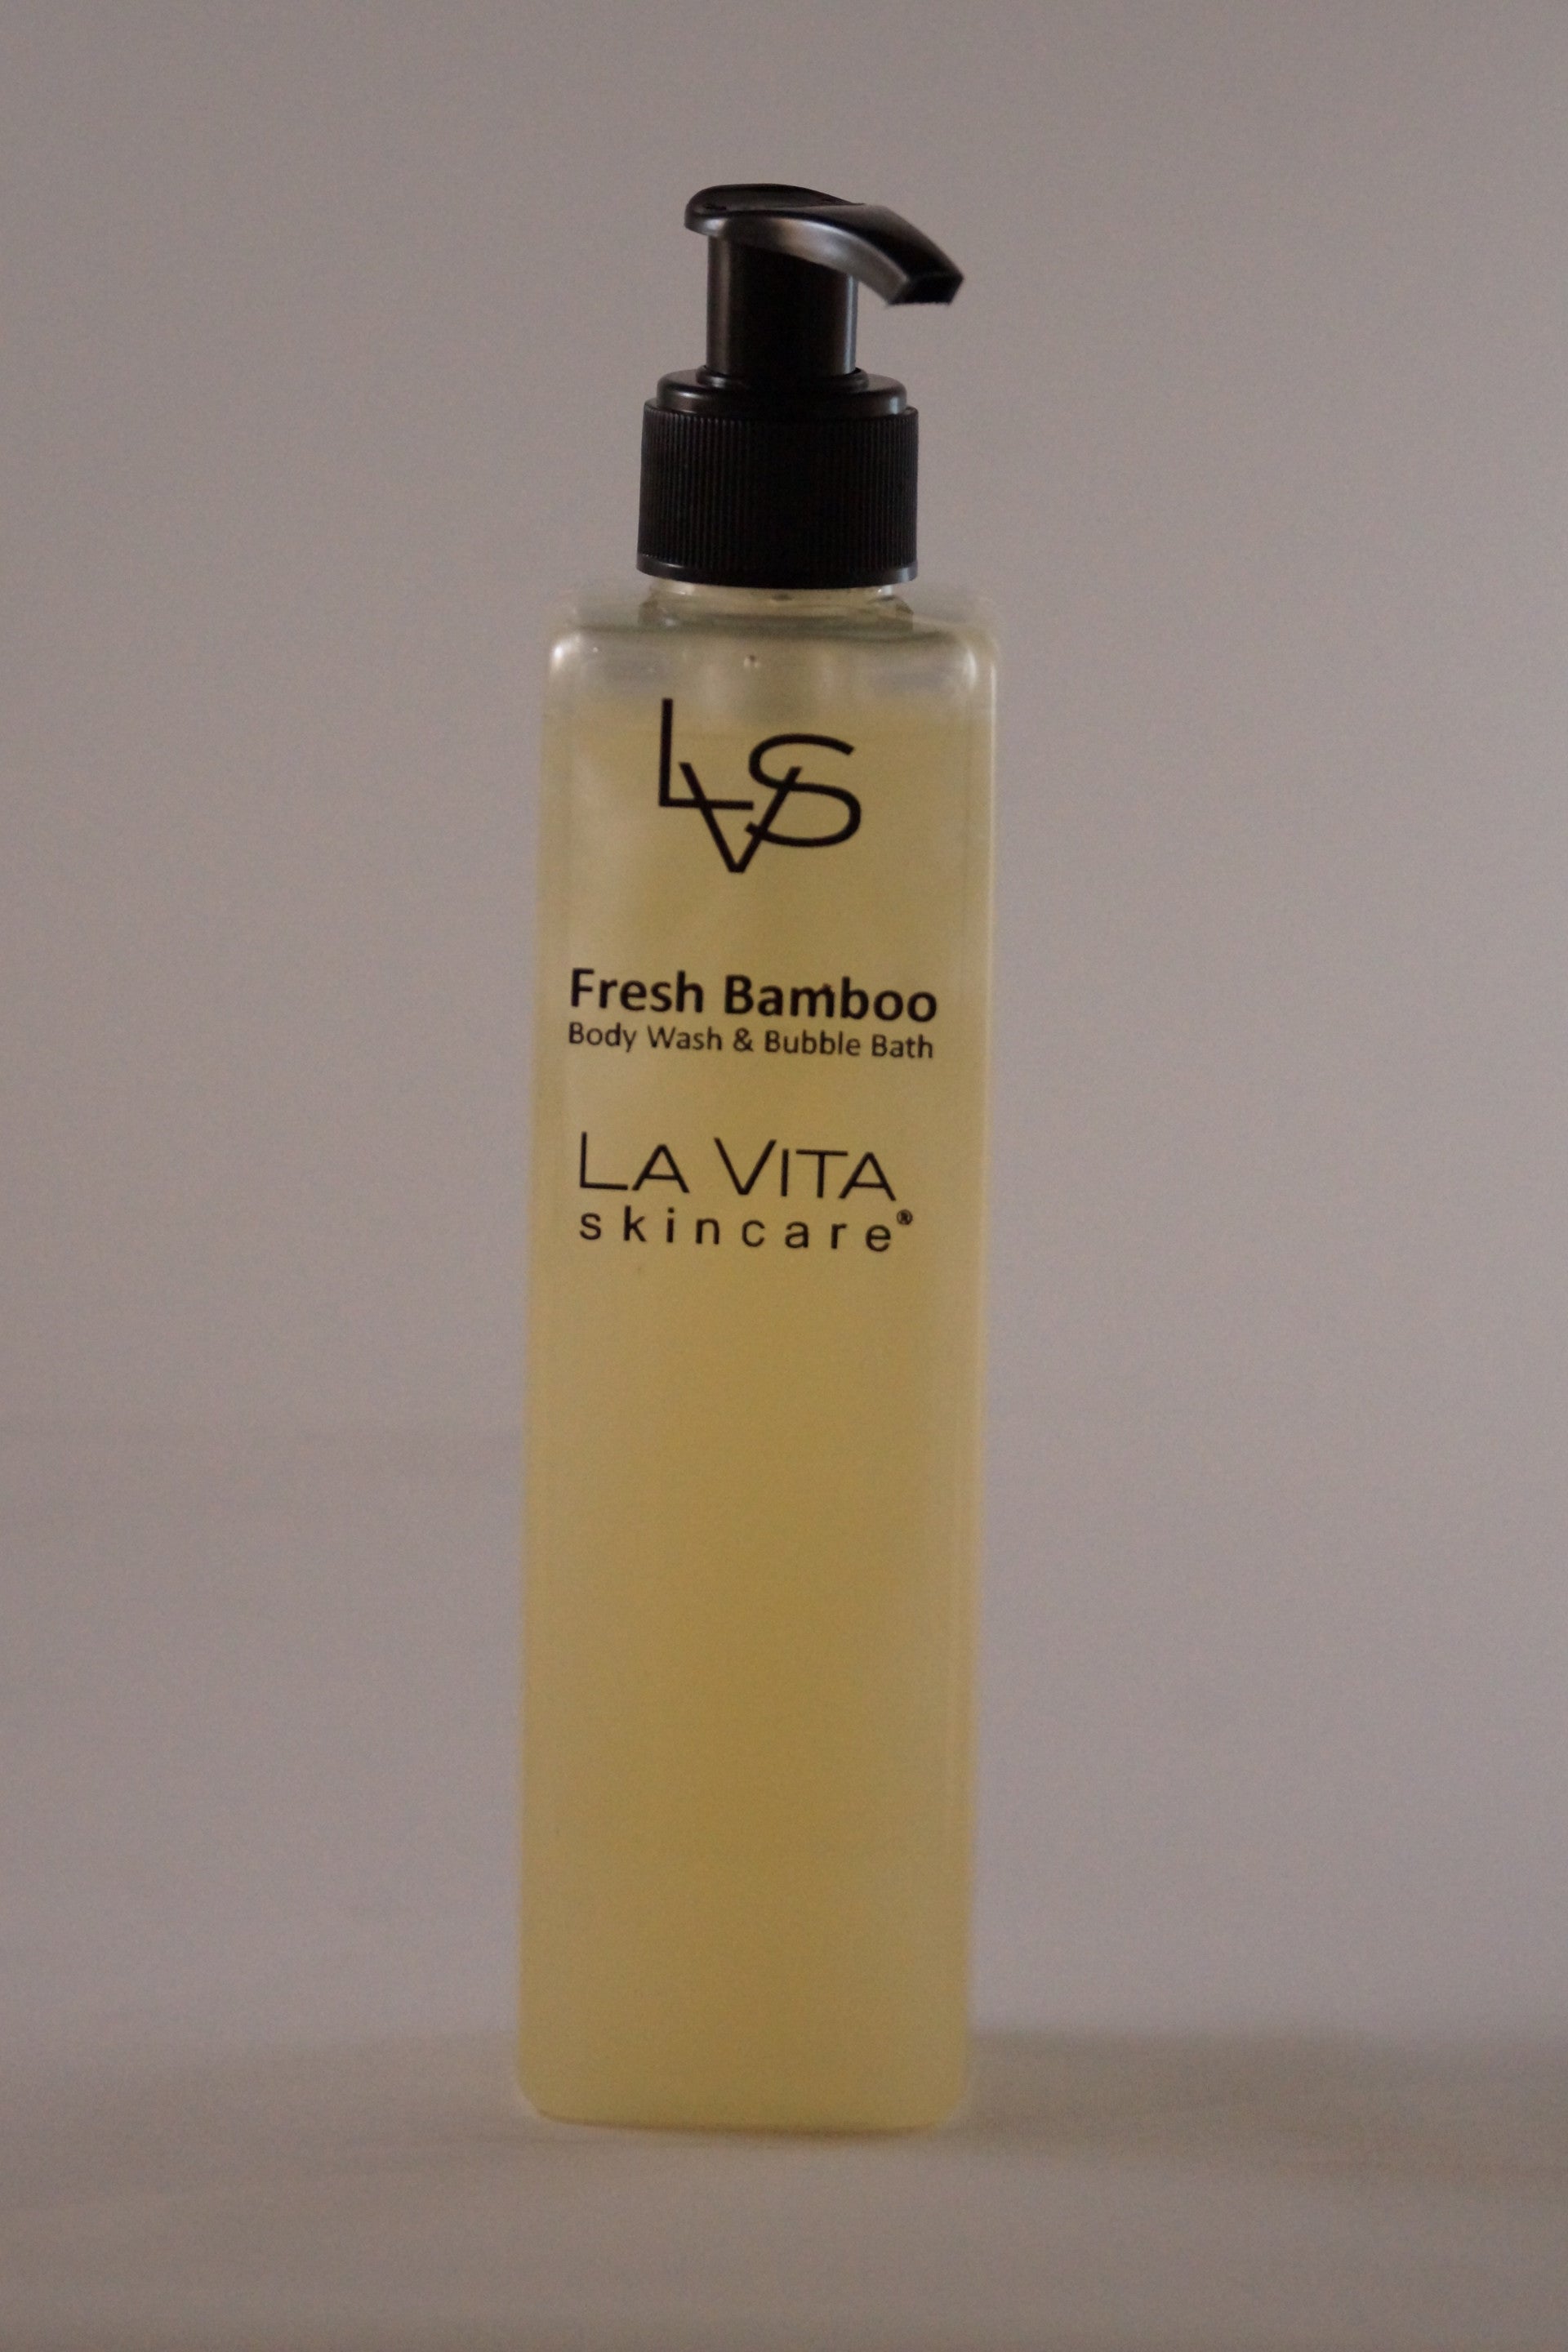 LVS
Fresh Bamboo
Body Wash & Bubble Bath
LA VITA
skincare®